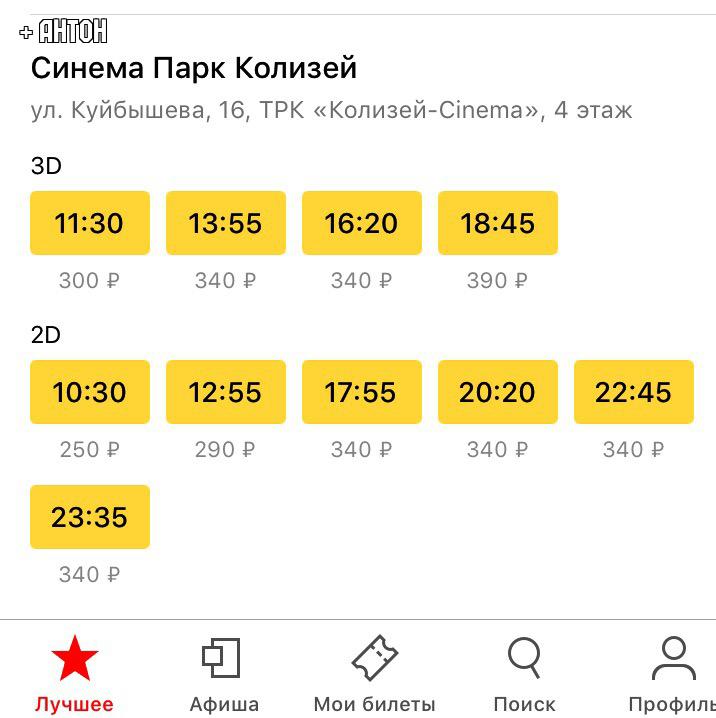 + АНТОН
Синема Парк Колизей
ул. Куйбышева, 16, ТРК «Колизей-Cinema», 4 этаж
3D
11:30 13:55 16:20 18:45
300 ₽ 340 ₽ 340 ₽ 390 ₽
2D
10:30 12:55 17:55 20:20 22:45
250 ₽ 290 ₽ 340 ₽ 340 ₽ 340 ₽
23:35
340 ₽
Лучшее Афиша Мои билеты Поиск Профиль